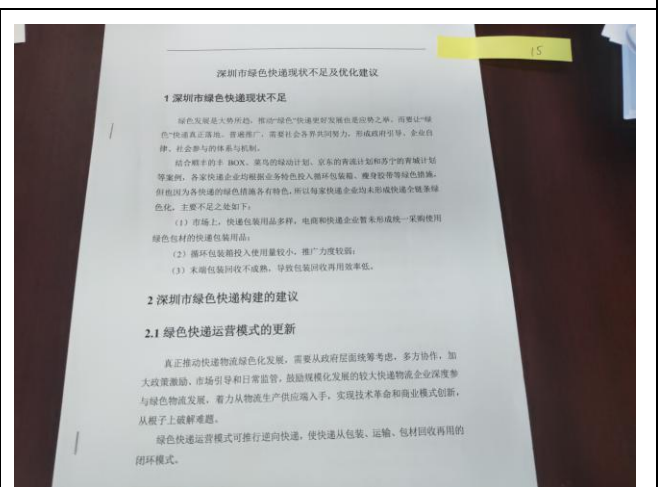 15
深圳市绿色快递现状不足及优化建议
1 深圳市绿色快递现状不足
绿色发展是大势所趋，推动“绿色”快递更好发展也是应势之举。而要让“绿
色”快递真正落地、普遍推广，需要社会各界共同努力，形成政府引导、企业自
律、社会参与的体系与机制。
结合顺丰的丰 BOX、菜鸟的绿动计划、京东的青流计划和苏宁的青城计划
等案例，各家快递企业均根据业务特色投入循环包装箱、瘦身胶带等绿色措施，
但也因为各快递的绿色措施各有特色，所以每家快递企业均未形成快递全链条绿
色化，主要不足之处如下：
（1）市场上，快递包装用品多样，电商和快递企业暂未形成统一采购使用
绿色包材的快递包装用品；
（2）循环包装箱投入使用量较小，推广力度较弱；
（3）末端包装回收不成熟，导致包装回收再用效率低。
2 深圳市绿色快递构建的建议
2.1 绿色快递运营模式的更新
真正推动快递物流绿色化发展，需要从政府层面统筹考虑，多方协作，加
大政策激励、市场引导和日常监管，鼓励规模化发展的较大快递物流企业深度参
与绿色物流发展，着力从物流生产供应端入手，实现技术革命和商业模式创新，
从根子上破解难题。
绿色快递运营模式可推行逆向快递，使快递从包装、运输、包材回收再用的
闭环模式。